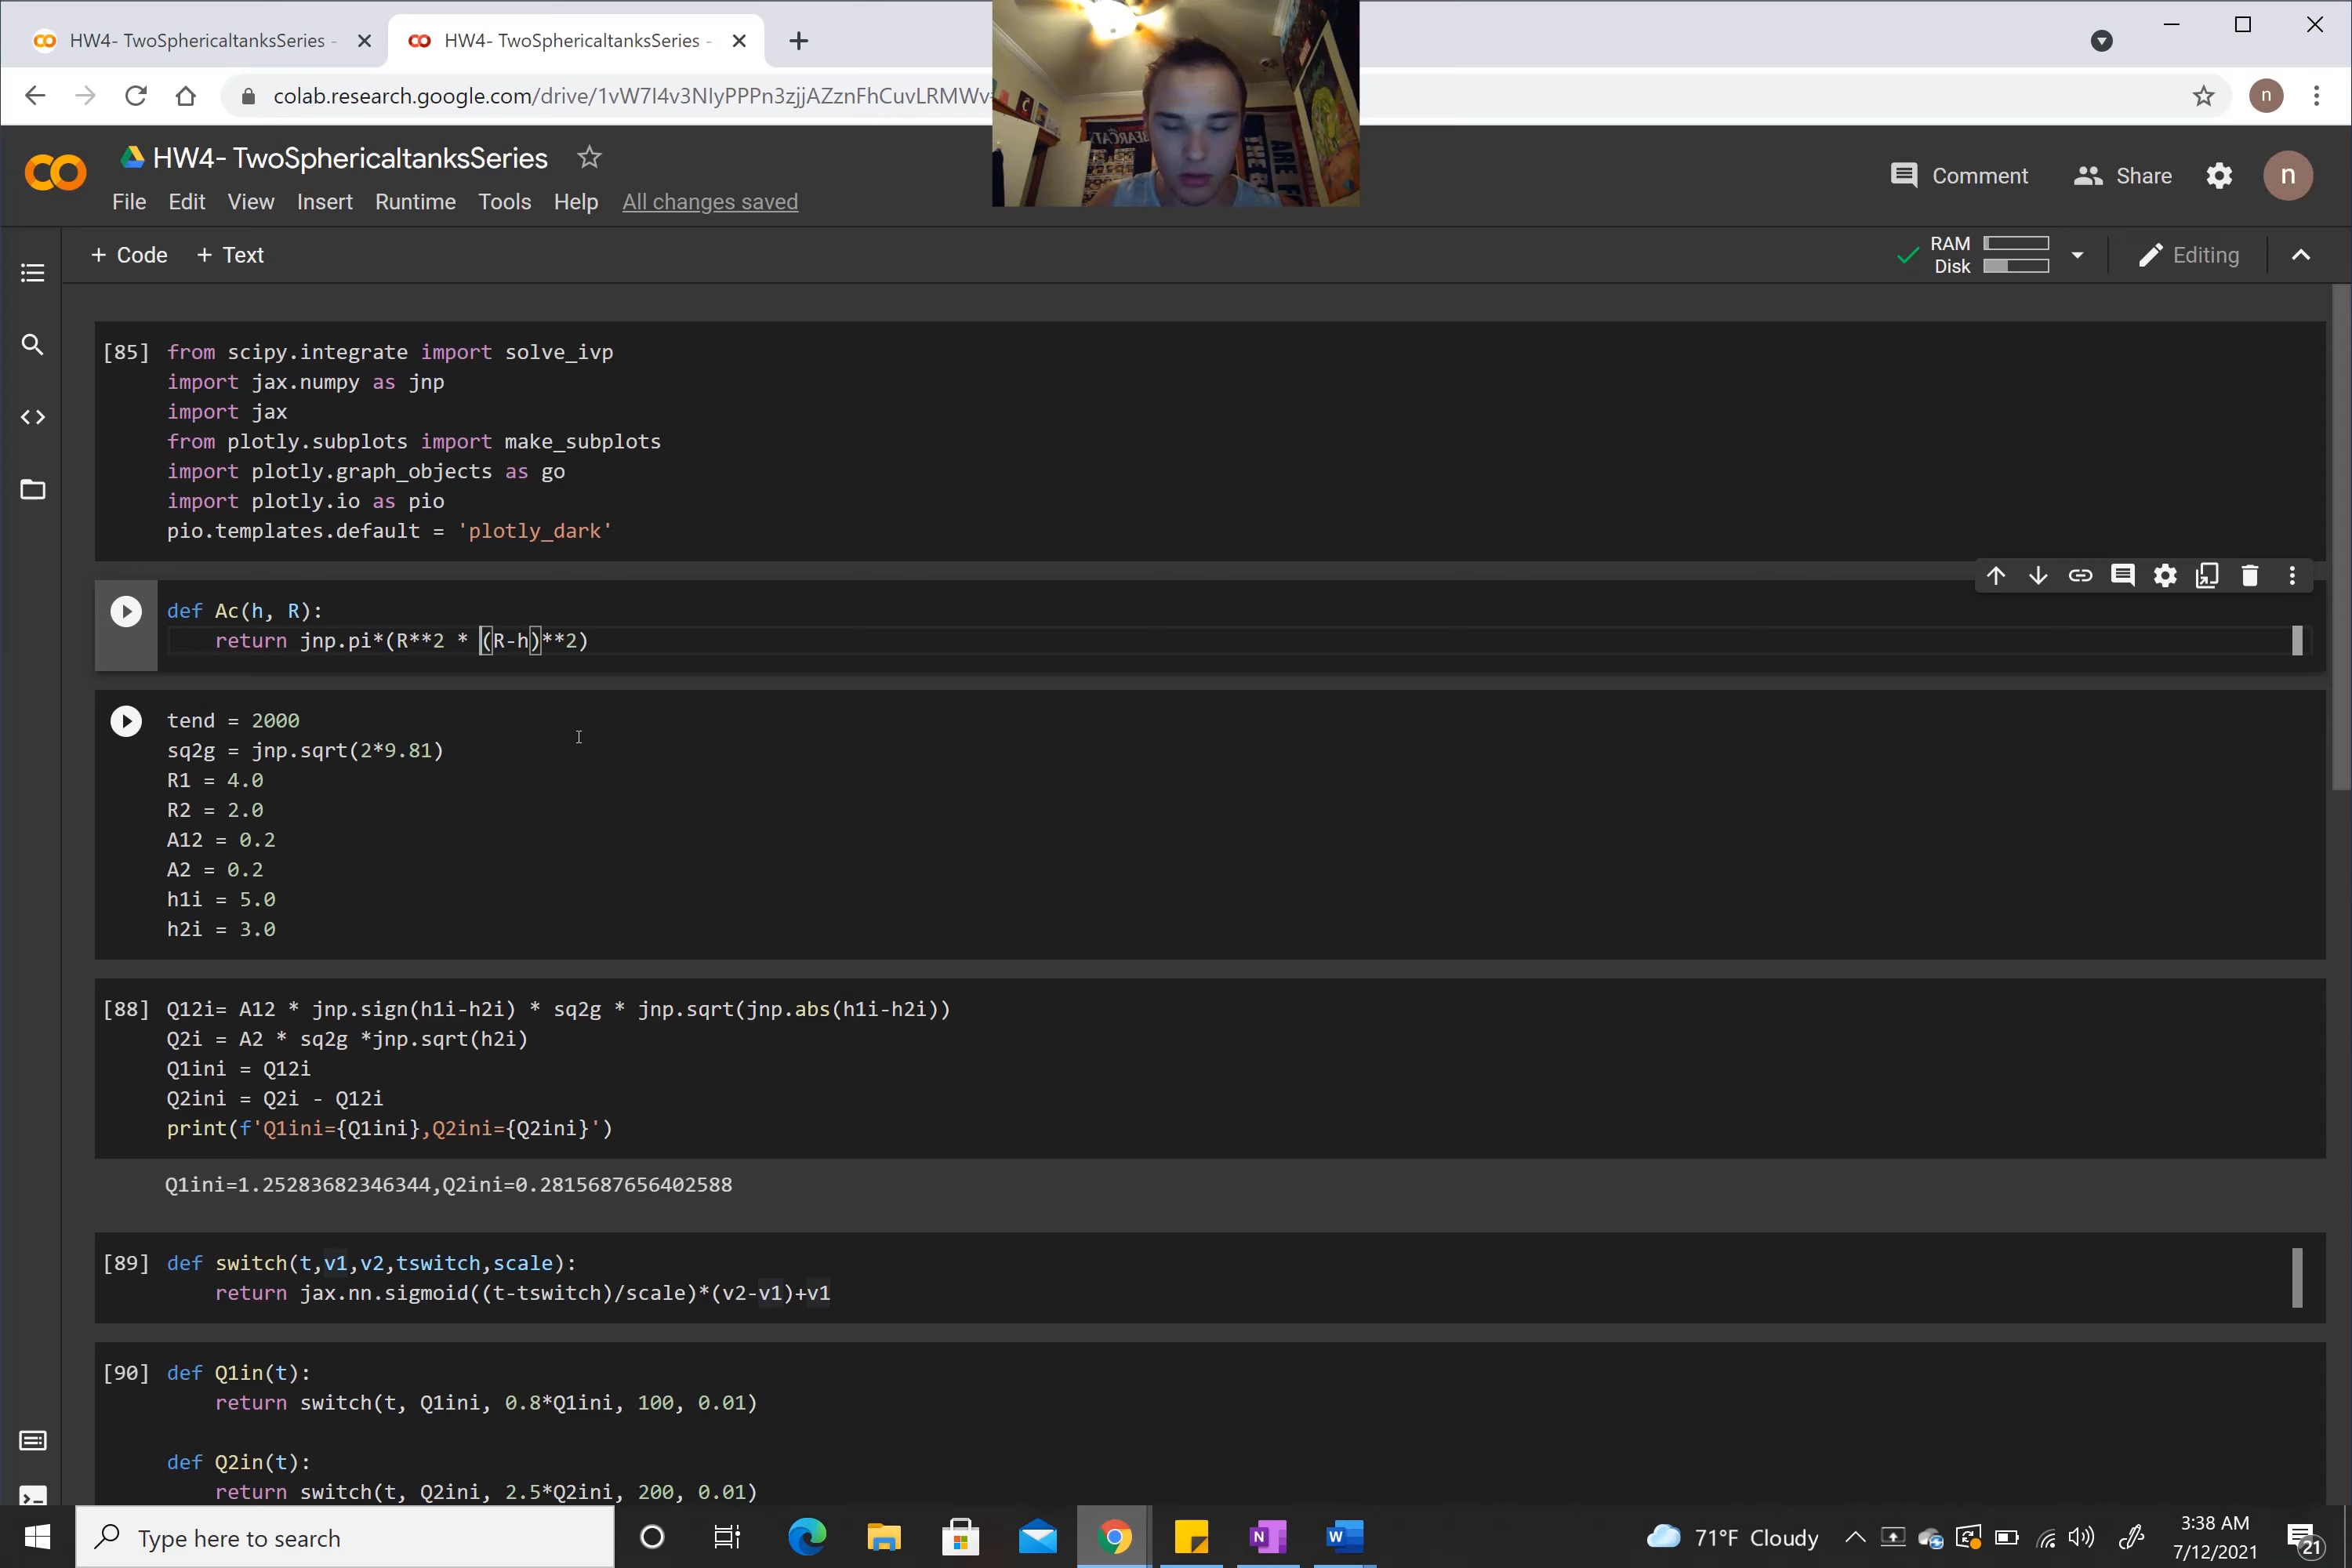 HW4- TwoSphericaltanksSeries -
HW4- TwoSphericaltanksSeries -
colab.research.google.com/drive/
n
HW4- TwoSphericaltanksSeries
Comment
Share
n
File Edit View Insert Runtime Tools Help All changes saved
+ Code + Text
RAM
Disk
Editing
[85] from scipy.integrate import solve_ivp
import jax.numpy as jnp
import jax
from plotly.subplots import make_subplots
import plotly.graph_objects as go
import plotly.io as pio
pio.templates.default = 'plotly_dark'
def Ac(h, R):
return jnp.pi*(R**2 * (R-h)**2)
tend = 2000
sq2g = jnp.sqrt(2*9.81)
R1 = 4.0
R2 = 2.0
A12 = 0.2
A2 = 0.2
h1i = 5.0
h2i = 3.0
[88] Q12i= A12 * jnp.sign(h1i-h2i) * sq2g * jnp.sqrt(jnp.abs(h1i-h2i))
Q2i = A2 * sq2g *jnp.sqrt(h2i)
Q1ini = Q12i
Q2ini = Q2i - Q12i
print(f'Q1ini={Q1ini},Q2ini={Q2ini}')
Q1ini=1.25283682346344,Q2ini=0.2815687656402588
[89] def switch(t,v1,v2,tswitch,scale):
return jax.nn.sigmoid((t-tswitch)/scale)*(v2-v1)+v1
[90] def Q1in(t):
return switch(t, Q1ini, 0.8*Q1ini, 100, 0.01)
def Q2in(t):
return switch(t, Q2ini, 2.5*Q2ini, 200, 0.01)
Type here to search
71°F Cloudy
3:38 AM
7/12/2021
21